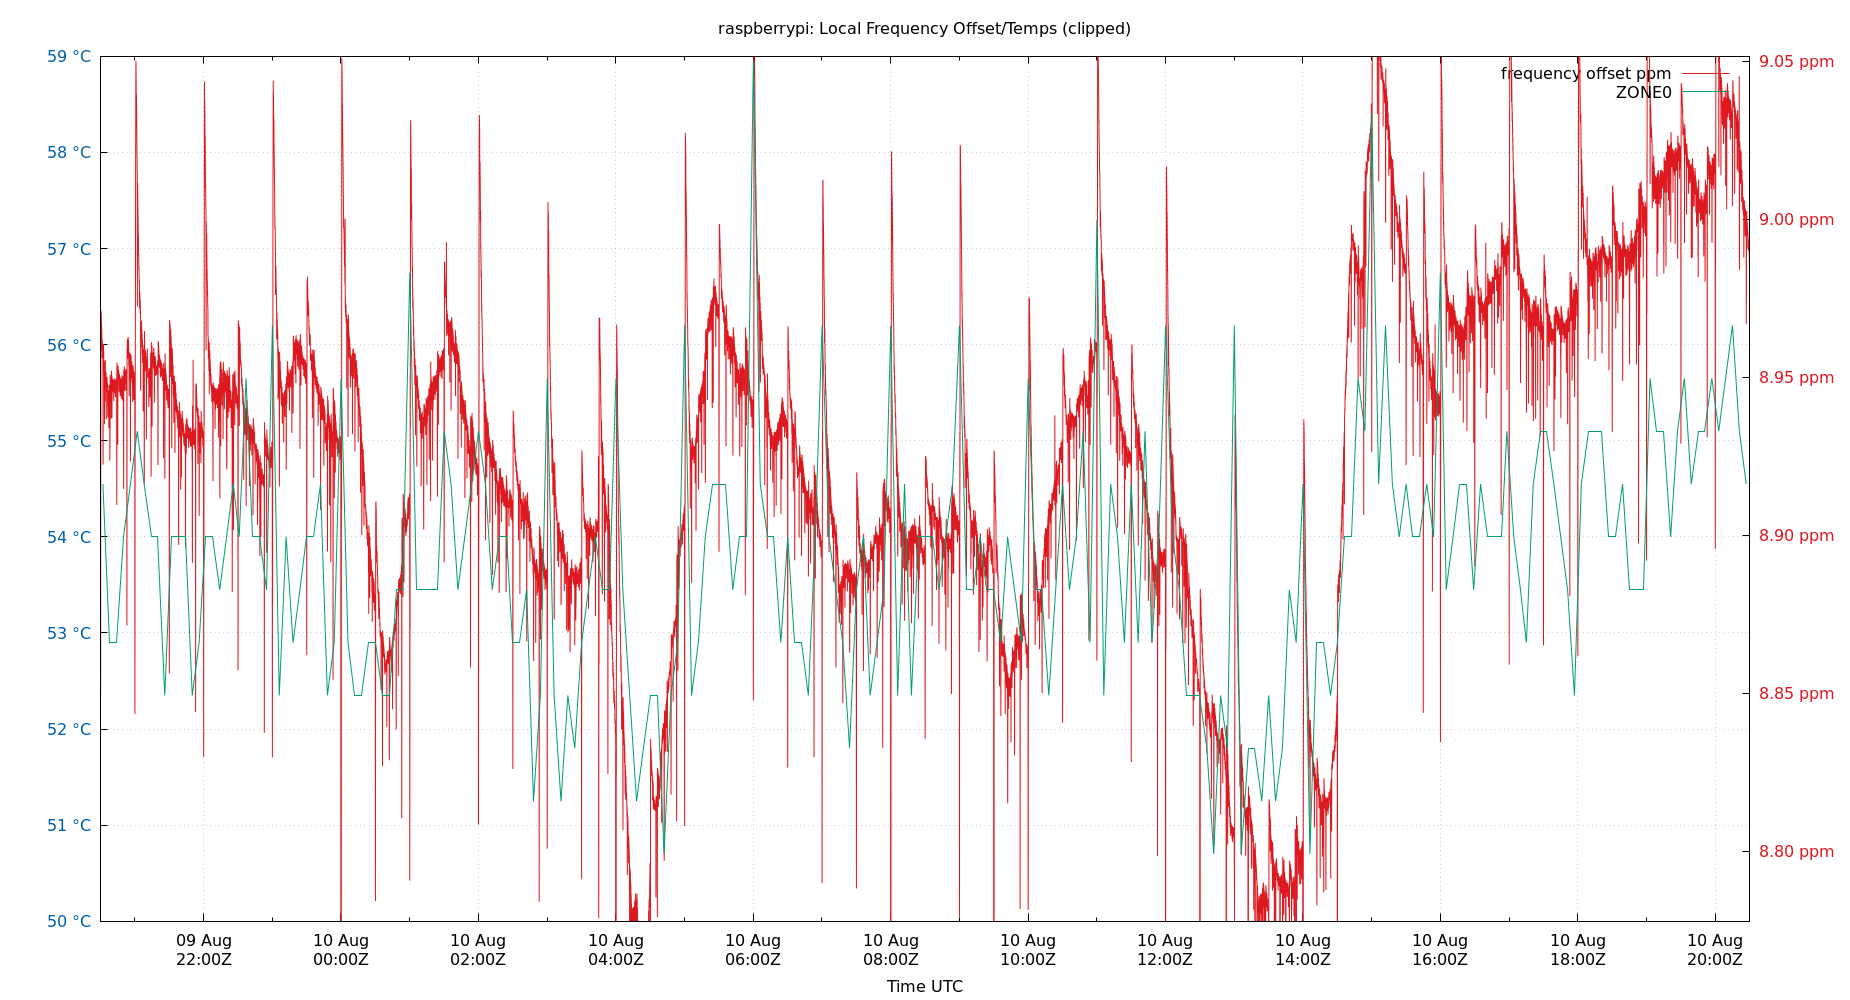 raspberrypi: Local Frequency Offset/Temps (clipped)
59 °C
58 °C
57 °C
56 °C
55 °C
54 °C
53 °C
52 °C
51 °C
50 °C
frequency offset ppm
ZONE0
9.05 ppm
9.00 ppm
8.95 ppm
8.90 ppm
8.85 ppm
8.80 ppm
09 Aug 10 Aug 10 Aug 10 Aug 10 Aug 10 Aug 10 Aug 10 Aug 10 Aug 10 Aug 10 Aug 10 Aug
22:00Z 00:00Z 02:00Z 04:00Z 06:00Z 08:00Z 10:00Z 12:00Z 14:00Z 16:00Z 18:00Z 20:00Z
Time UTC